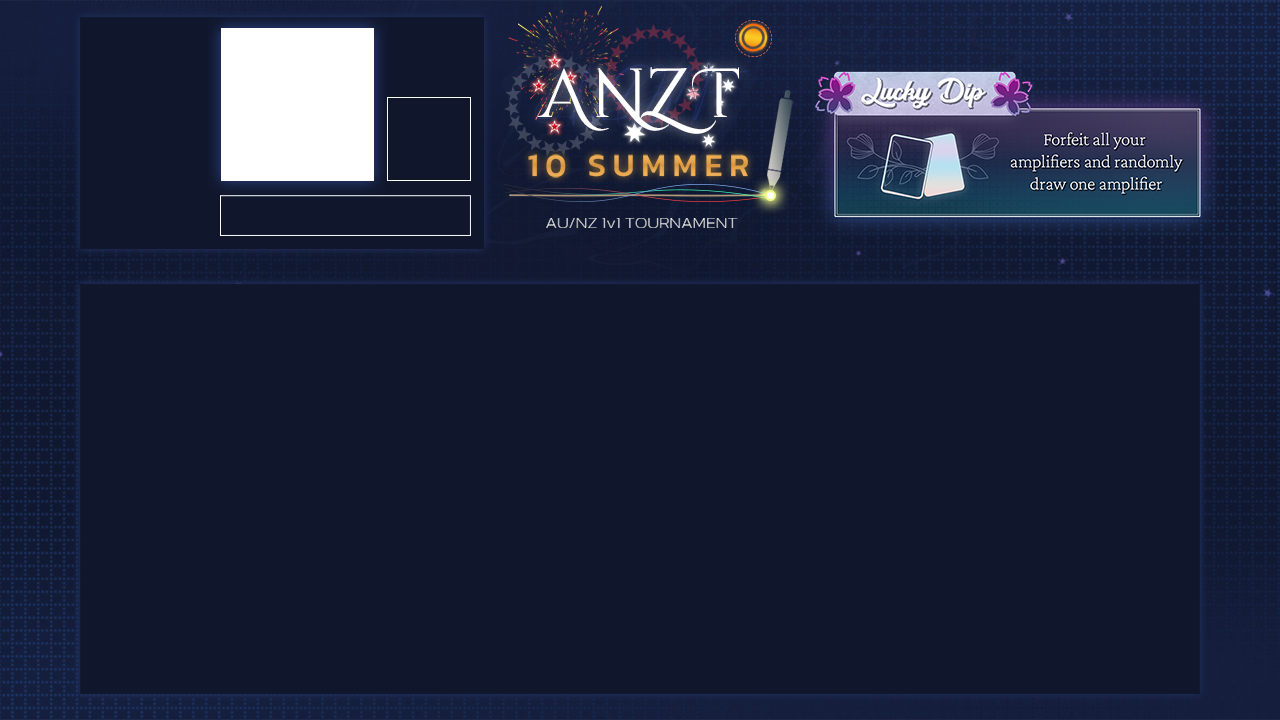 ANZT
10 SUMMER
AU/NZ 1v1 TOURNAMENT
Lucky Dip
Forfeit all your
amplifiers and randomly
draw one amplifier